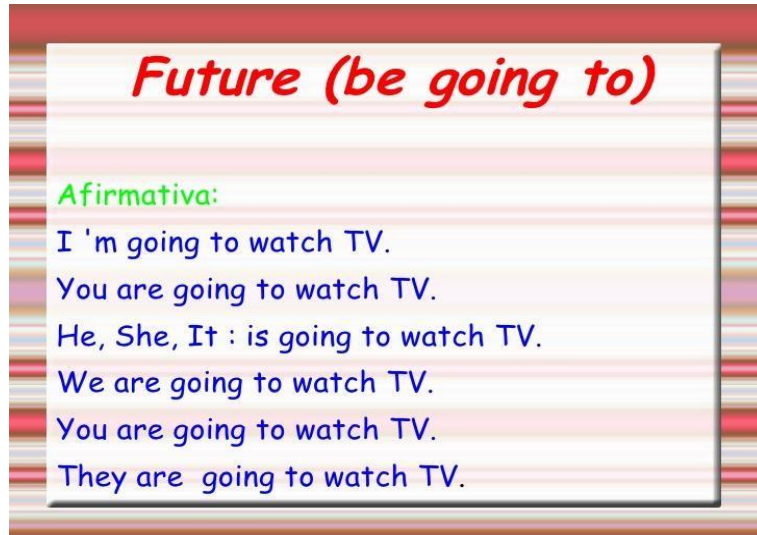 Future (be going to)
Afirmativa:
I 'm going to watch TV.
You are going to watch TV.
He, She, It : is going to watch TV.
We are going to watch TV.
You are going to watch TV.
They are  going to watch TV.